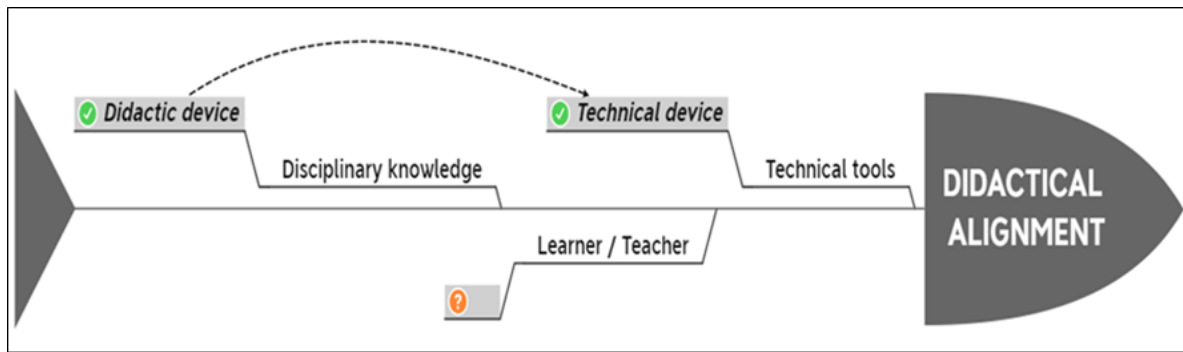 Didactic device
Technical device
Disciplinary knowledge
Technical tools
DIDACTICAL
ALIGNMENT
Learner / Teacher
?